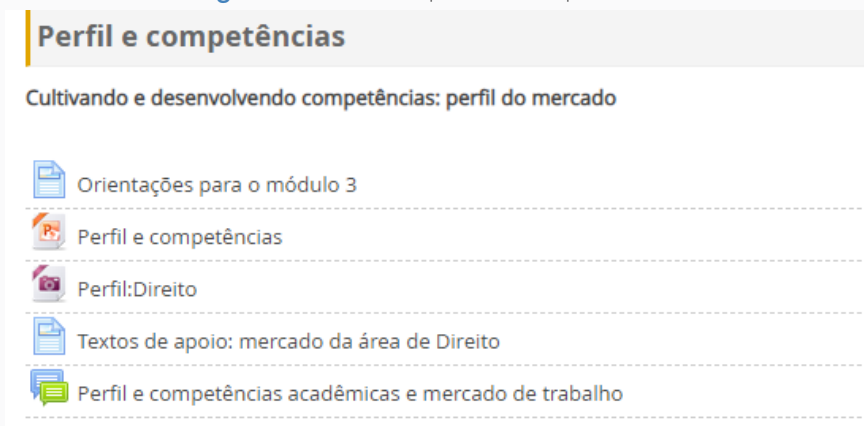 Perfil e competências
Cultivando e desenvolvendo competências: perfil do mercado
Orientações para o módulo 3
Perfil e competências
Perfil:Direito
Textos de apoio: mercado da área de Direito
Perfil e competências acadêmicas e mercado de trabalho